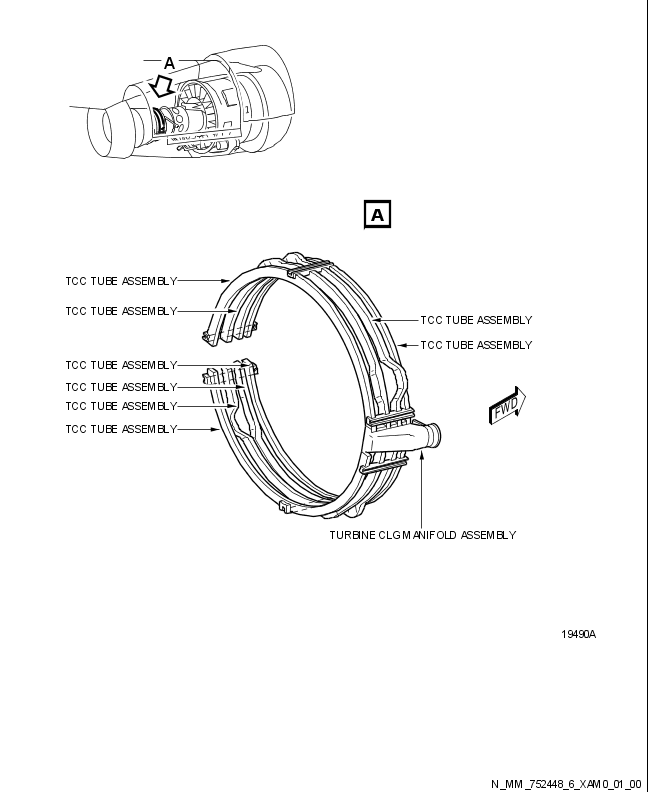 A
A
TCC TUBE ASSEMBLY
TCC TUBE ASSEMBLY
TCC TUBE ASSEMBLY
TCC TUBE ASSEMBLY
TCC TUBE ASSEMBLY
TCC TUBE ASSEMBLY
TCC TUBE ASSEMBLY
TCC TUBE ASSEMBLY
FWD
TURBINE CLG MANIFOLD ASSEMBLY
19490A
N_MM_752448_6_XAM0_01_00